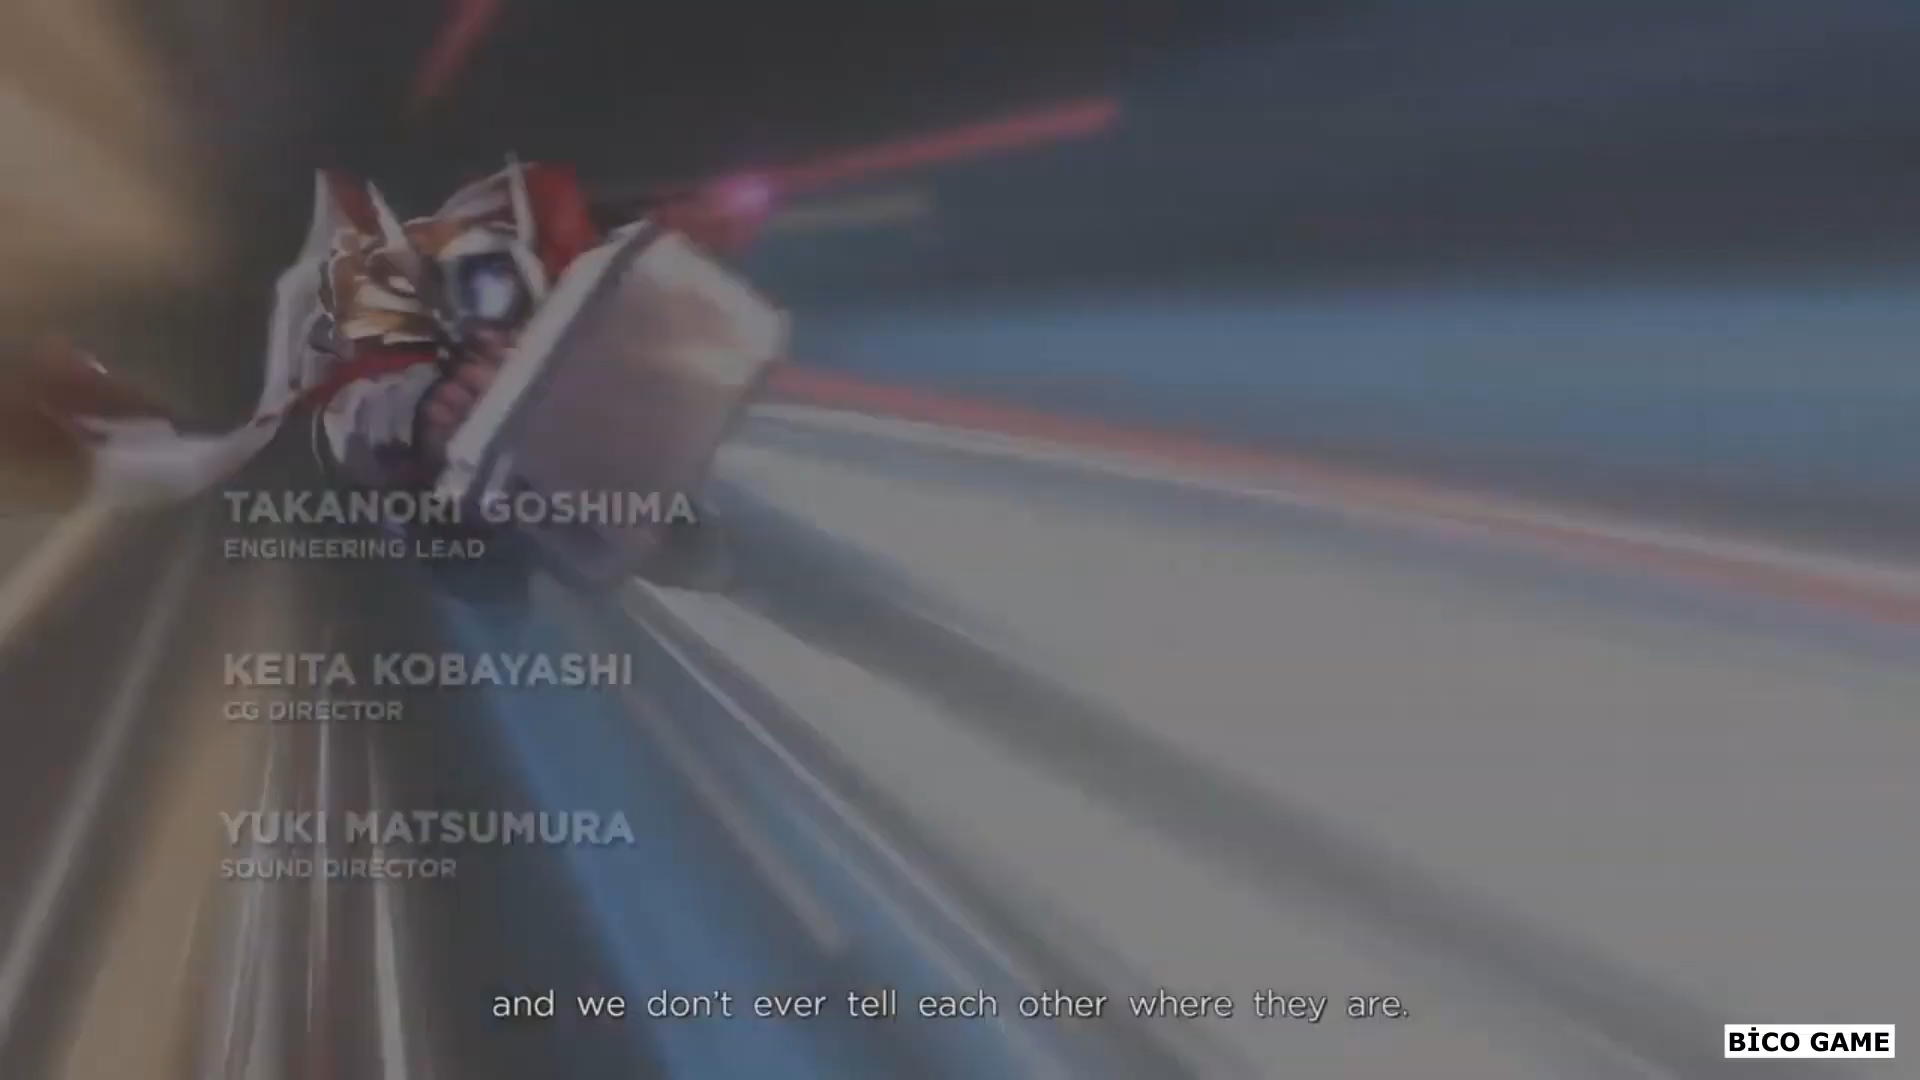 TAKANORI GOSHIMA
ENGINEERING LEAD
KEITA KOBAYASHI
CG DIRECTOR
YUKI MATSUMURA
SOUND DIRECTOR
and we don't ever tell each other where they are.
BİCO GAME